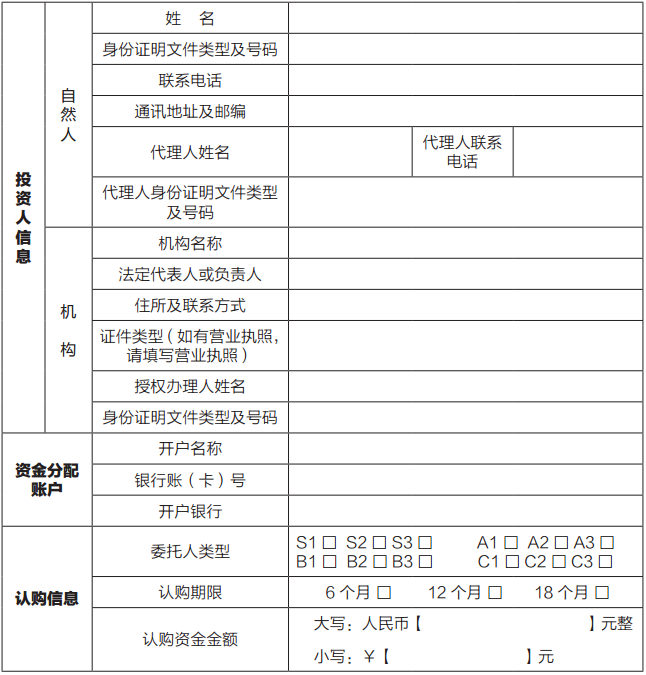 投资人信息
自然人
姓 名
身份证明文件类型及号码
联系电话
通讯地址及邮编
代理人姓名
代理人联系
电话
代理人身份证明文件类型
及号码
机构
机构名称
法定代表人或负责人
住所及联系方式
证件类型（如有营业执照，
请填写营业执照）
授权办理人姓名
身份证明文件类型及号码
资金分配
账户
开户名称
银行账（卡）号
开户银行
认购信息
委托人类型
S1 □ S2 □ S3 □ A1 □ A2 □ A3 □
B1 □ B2 □ B3 □ C1 □ C2 □ C3 □
认购期限
6 个月 □ 12 个月 □ 18 个月 □
认购资金金额
大写：人民币【 】元整
小写：￥【 】元